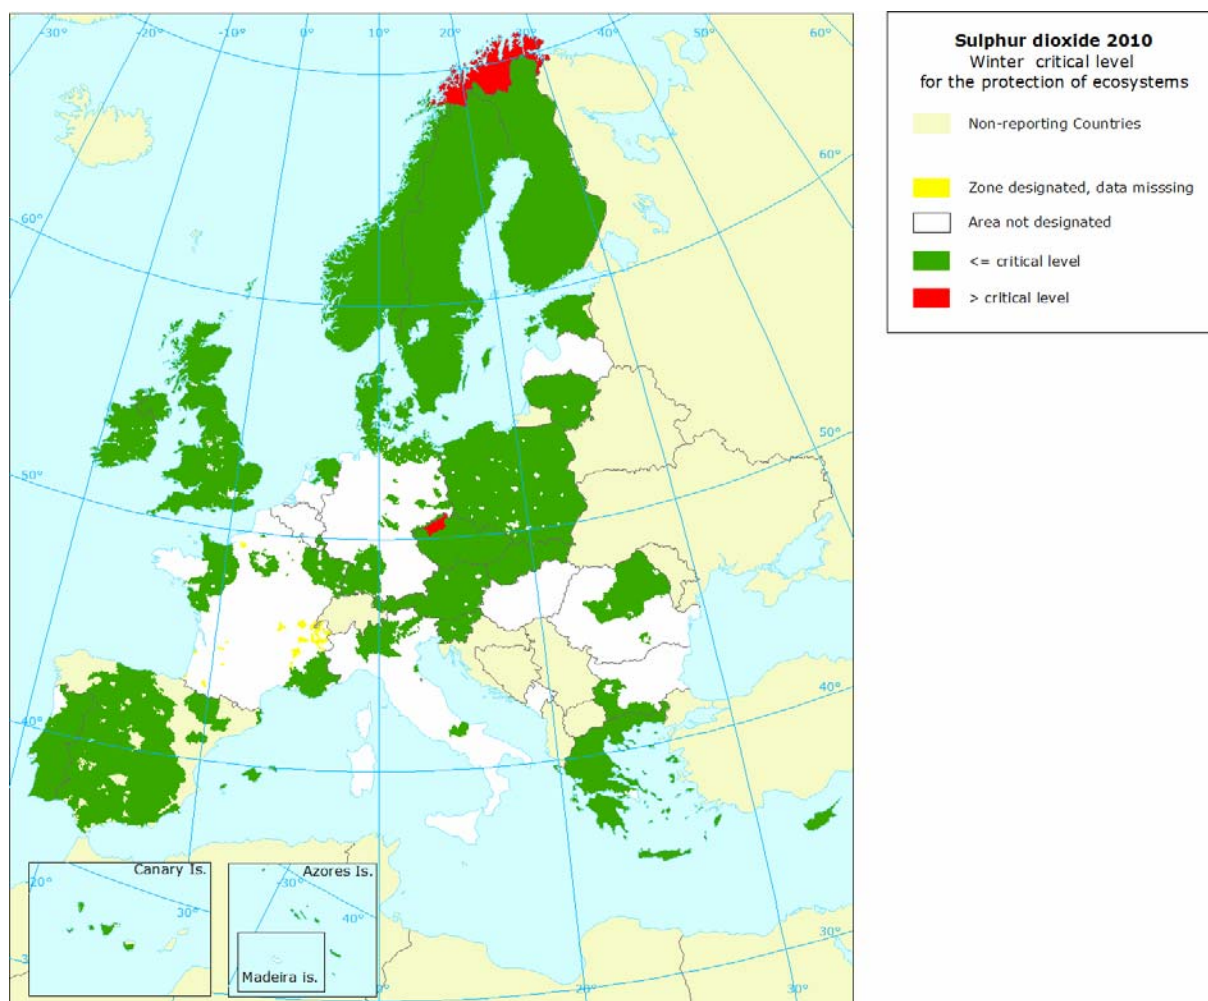 -30°
-20°
-10°
0°
10°
20°
30°
40°
50°
60°
60°
60°
50°
50°
40°
40°
30°
Canary Is.
-20°
30°
Azores Is.
-30°
40°
Madeira is.
0°
10°
20°
30°
Sulphur dioxide 2010
Winter critical level
for the protection of ecosystems
Non-reporting Countries
Zone designated, data misssing
Area not designated
<= critical level
> critical level